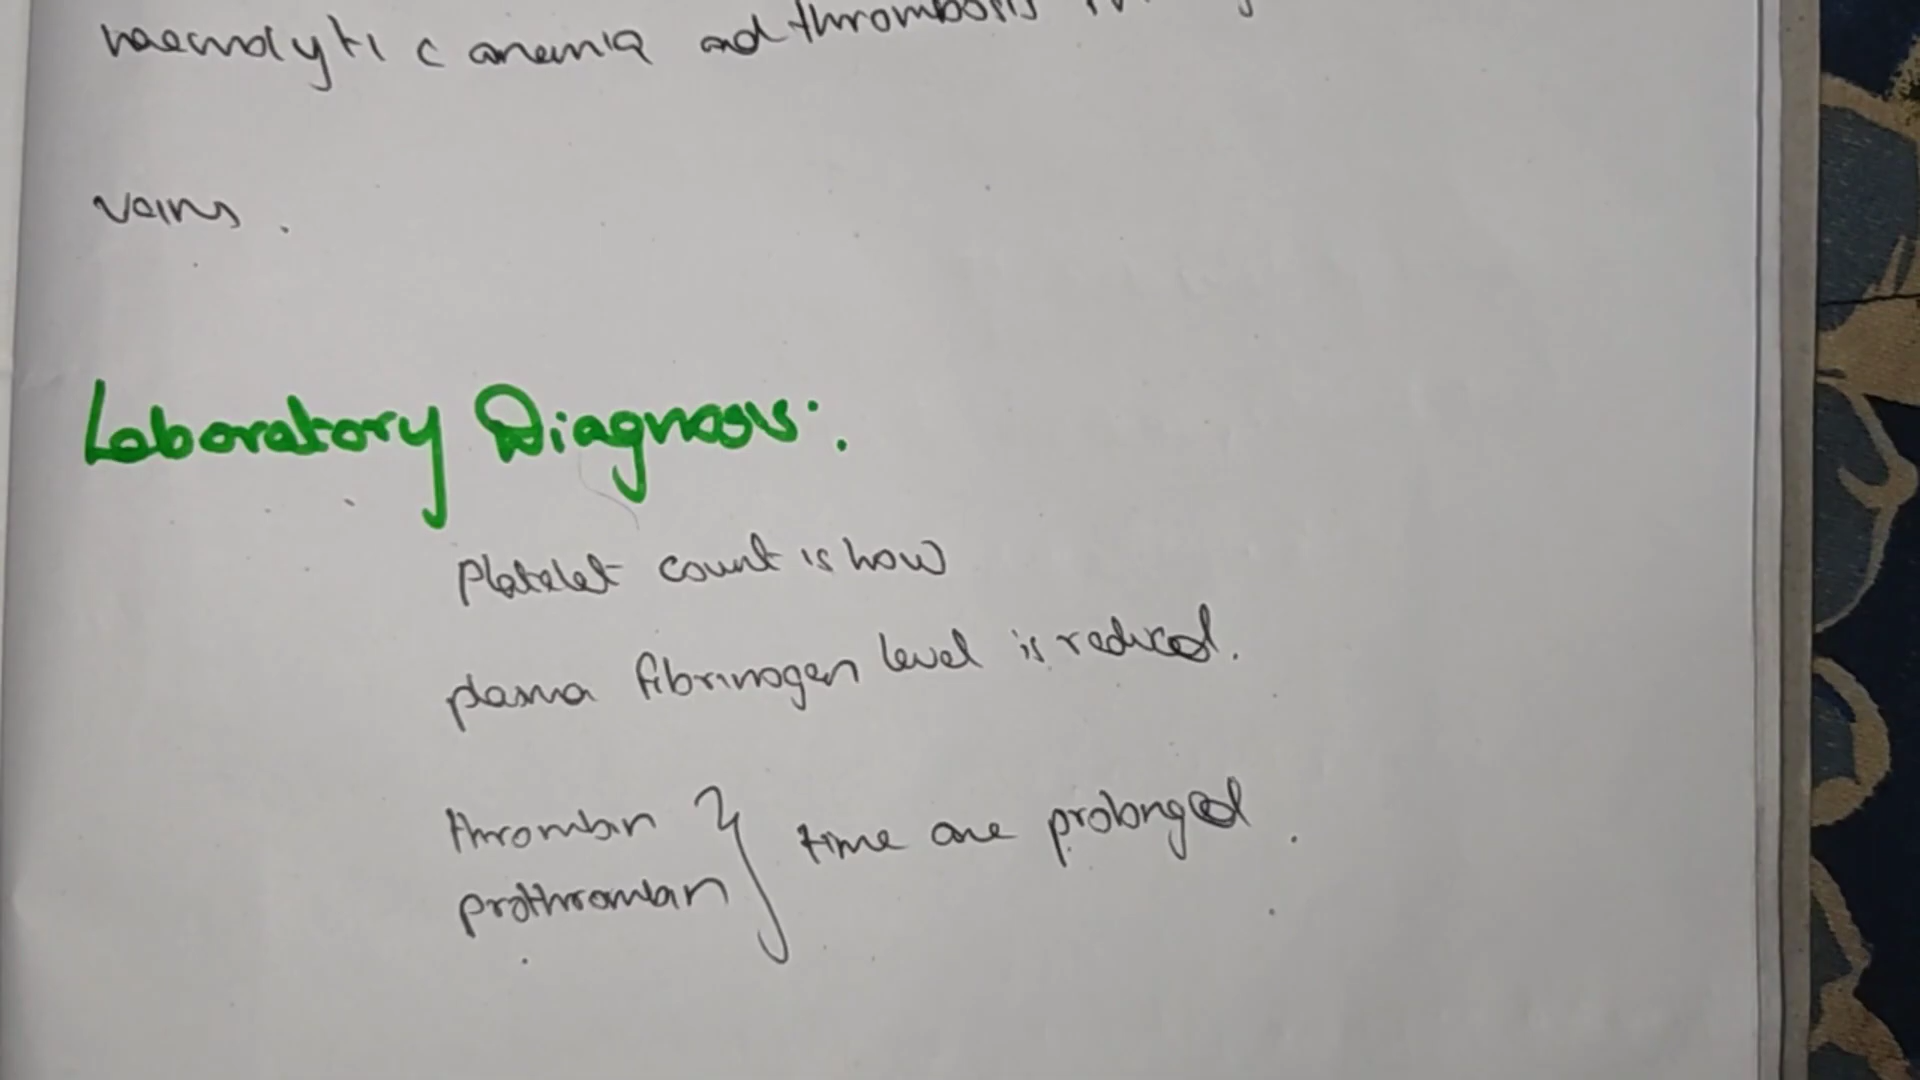 haemolytic anemia and thrombosis
veins.
Laboratory Diagnosis:
Platelet count is how
plasma fibrinogen level is reduced.
thrombin } time are prolonged.
prothrombin